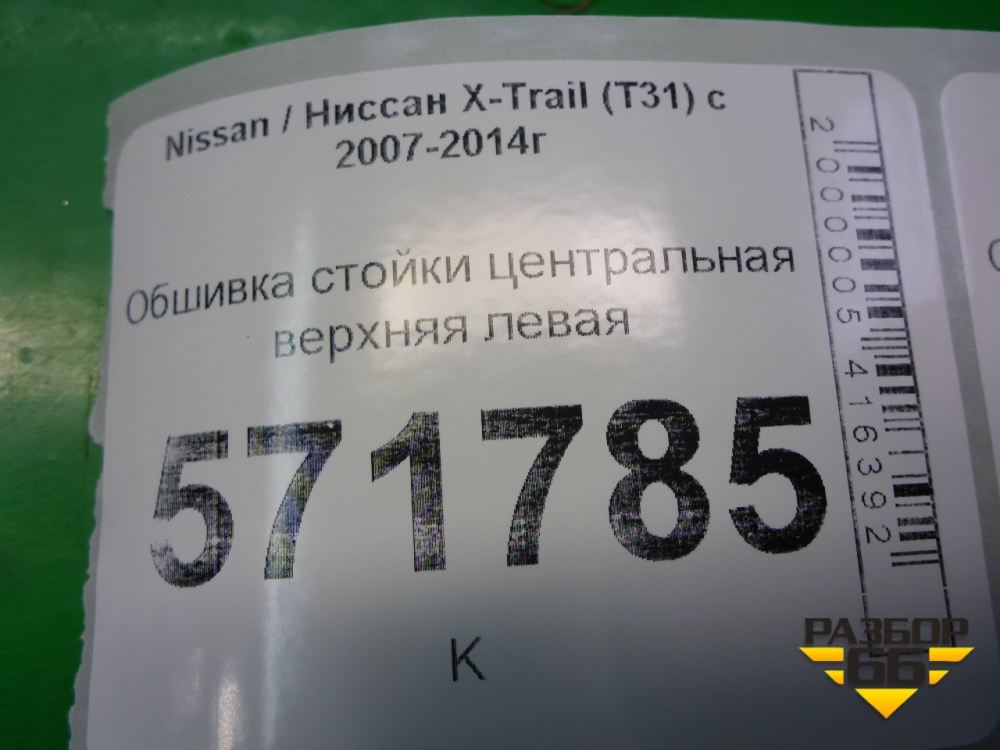 Nissan / Ниссан X-Trail (T31) с
2007-2014г
Обшивка стойки центральная
верхняя левая
571785
К
2000005416392
РАЗБОР
66